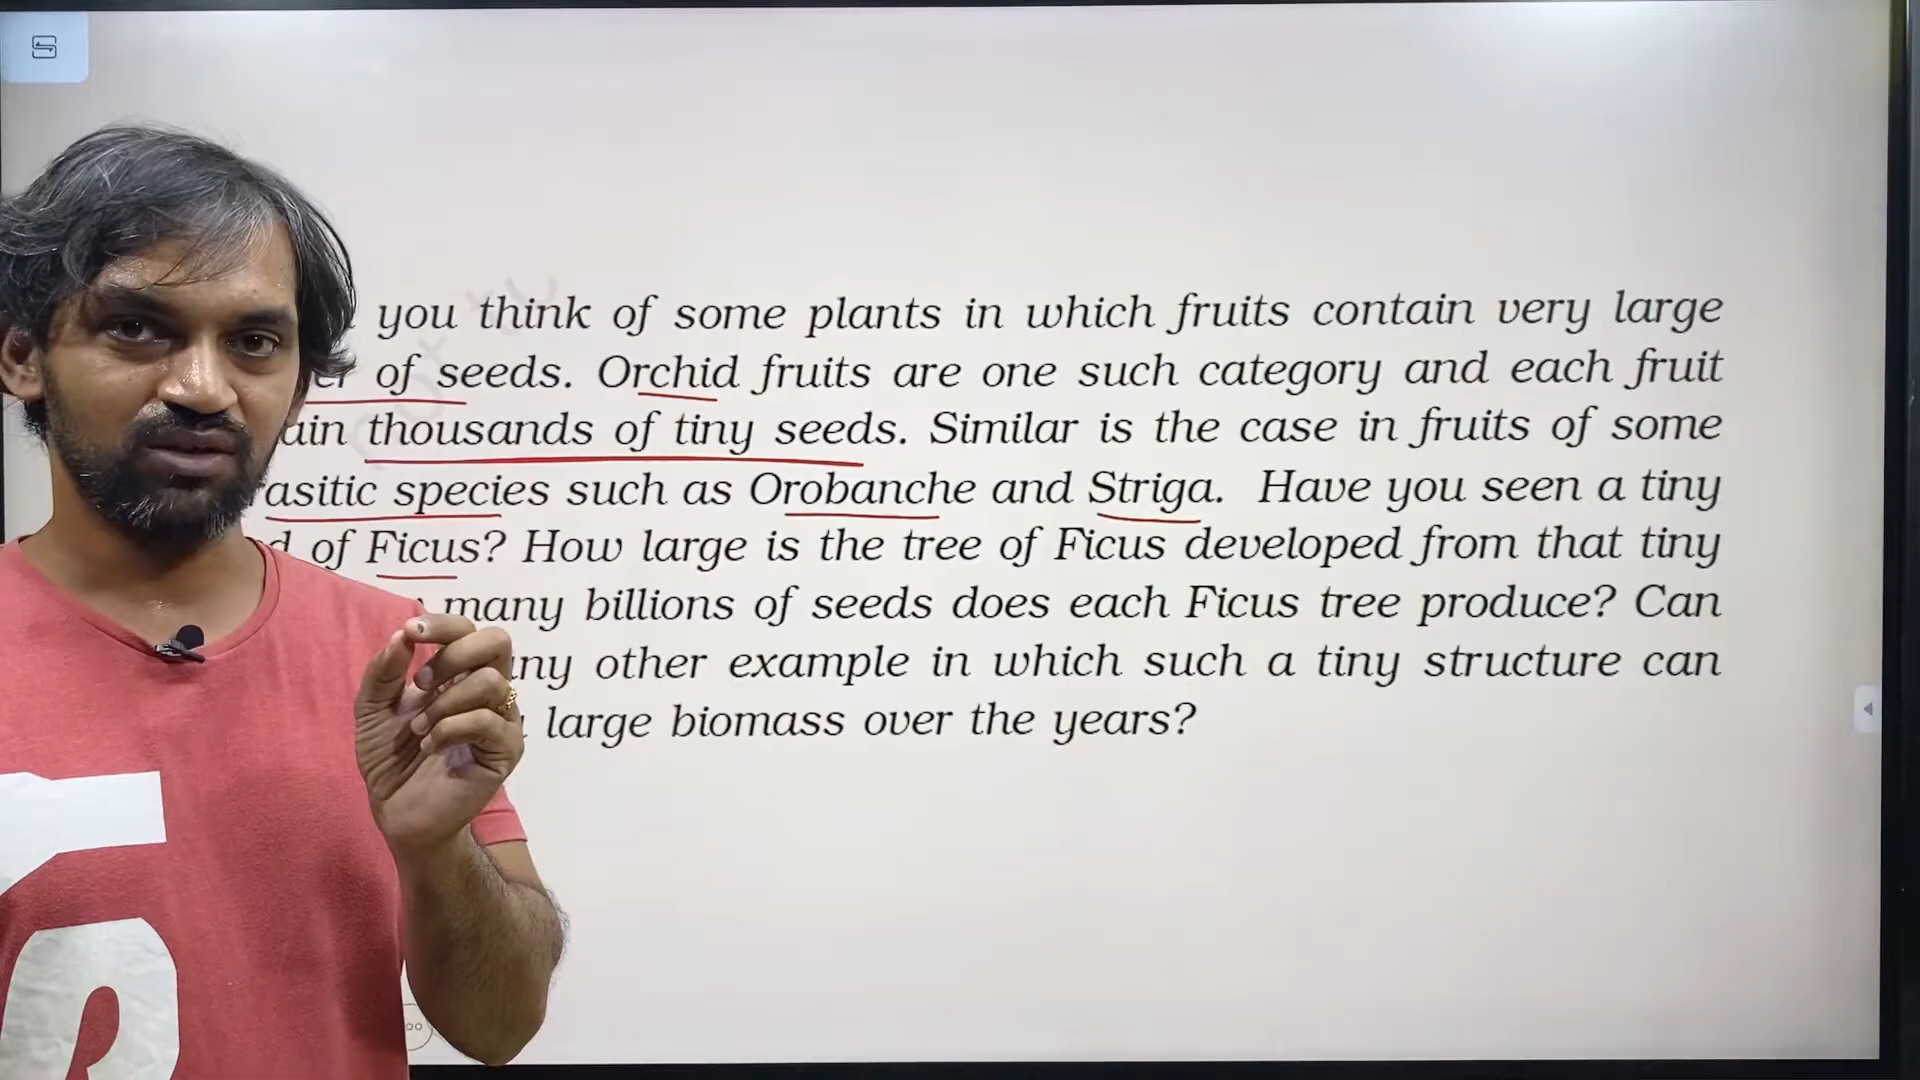 you think of some plants in which fruits contain very large
of seeds. Orchid fruits are one such category and each fruit
thousands of tiny seeds. Similar is the case in fruits of some
asitic species such as Orobanche and Striga. Have you seen a tiny
of Ficus? How large is the tree of Ficus developed from that tiny
many billions of seeds does each Ficus tree produce? Can
other example in which such a tiny structure can
large biomass over the years?